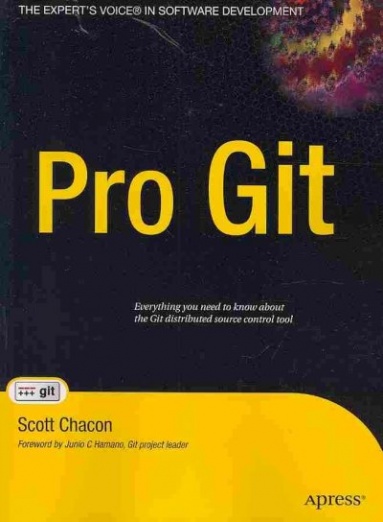 THE EXPERT'S VOICE® IN SOFTWARE DEVELOPMENT
Pro Git
Everything you need to know about
the Git distributed source control tool
git
Scott Chacon
Foreword by Junio C Hamano, Git project leader
APRESS®